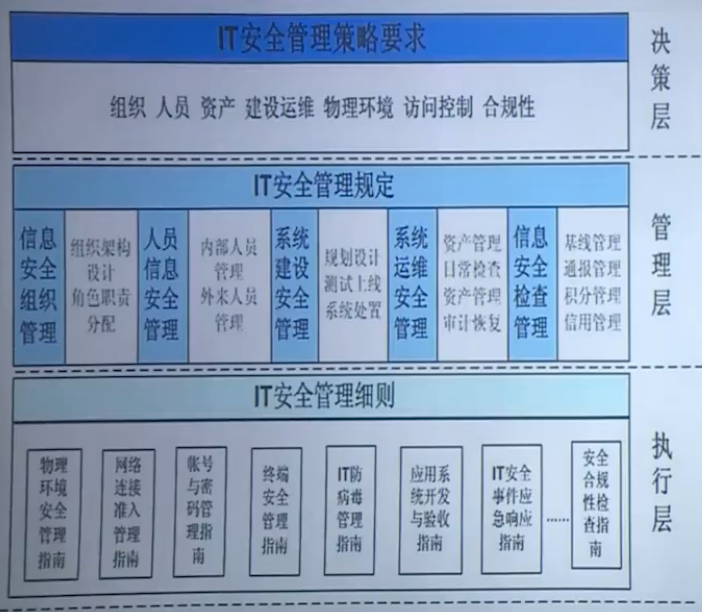 IT安全管理策略要求
决策层
组织 人员 资产 建设运维 物理环境 访问控制 合规性
IT安全管理规定
管理层
信息
安全
组织
管理
组织架构
设计
角色职责
分配
人员
信息
安全
管理
内部人员
管理
外来人员
管理
系统
建设
安全
管理
规划设计
测试上线
系统处置
系统
运维
安全
管理
资产管理
日常检查
资产管理
审计恢复
信息
安全
检查
管理
基线管理
通报管理
积分管理
信用管理
IT安全管理细则
执行层
物理
环境
安全
管理
指南
网络
连接
准入
管理
指南
帐号
与密
码管
理指
南
终端
安全
管理
指南
IT防
病毒
管理
指南
应用系
统开发
与验收
指南
IT安全
事件应
急响应
指南
……
安全
合规
性检
查指
南